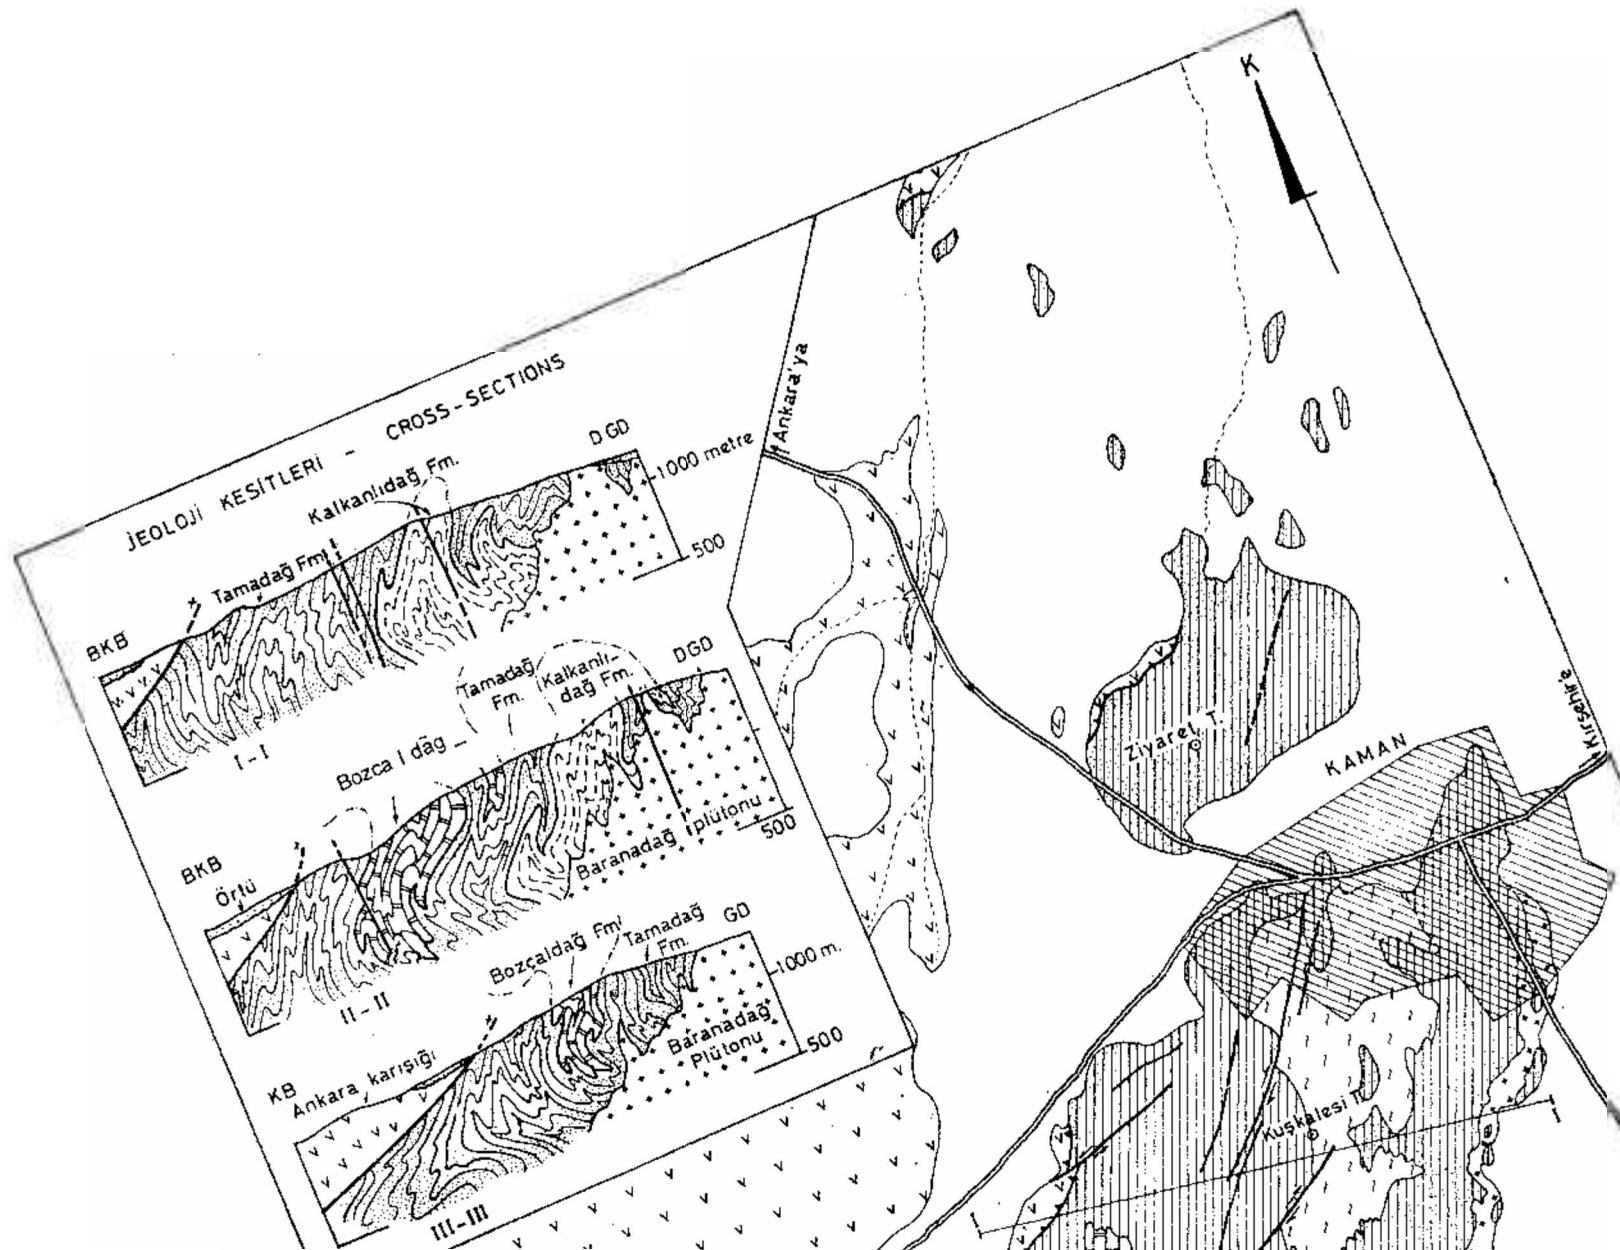 JEOLOJİ KESİTLERİ - CROSS-SECTIONS
Kalkanlıdağ Fm.
DGD
1000 metre
Tamadağ Fm.
500
BKB
I-I
Tamadağ
Fm.
Kalkanlı-
dağ Fm.
DGD
Bozca l dağ
BKB
Örtü
Baranadağ plütonu
500
II-II
Bozçaldağ Fm.
Tamadağ
Fm.
GD
1000 m.
KB
Ankara karışığı
Baranadağ
Plütonu
500
III-III
K
Ankara'ya
Ziyaret T.
KAMAN
Kırşehir'e
Kuşkalesi T.
I
I